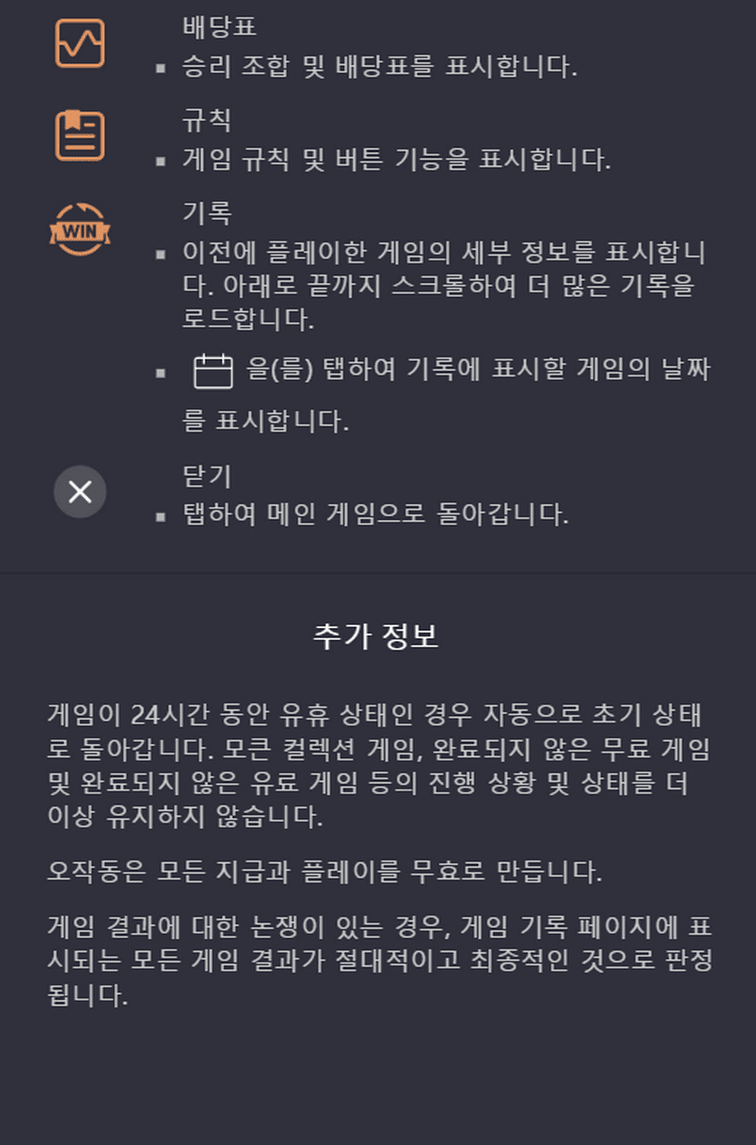 배당표
▪ 승리 조합 및 배당표를 표시합니다.
규칙
▪ 게임 규칙 및 버튼 기능을 표시합니다.
WIN
기록
▪ 이전에 플레이한 게임의 세부 정보를 표시합니
다. 아래로 끝까지 스크롤하여 더 많은 기록을
로드합니다.
▪ 을(를) 탭하여 기록에 표시할 게임의 날짜
를 표시합니다.
닫기
▪ 탭하여 메인 게임으로 돌아갑니다.
추가 정보
게임이 24시간 동안 유휴 상태인 경우 자동으로 초기 상태
로 돌아갑니다. 모큰 컬렉션 게임, 완료되지 않은 무료 게임
및 완료되지 않은 유료 게임 등의 진행 상황 및 상태를 더
이상 유지하지 않습니다.
오작동은 모든 지급과 플레이를 무효로 만듭니다.
게임 결과에 대한 논쟁이 있는 경우, 게임 기록 페이지에 표
시되는 모든 게임 결과가 절대적이고 최종적인 것으로 판정
됩니다.